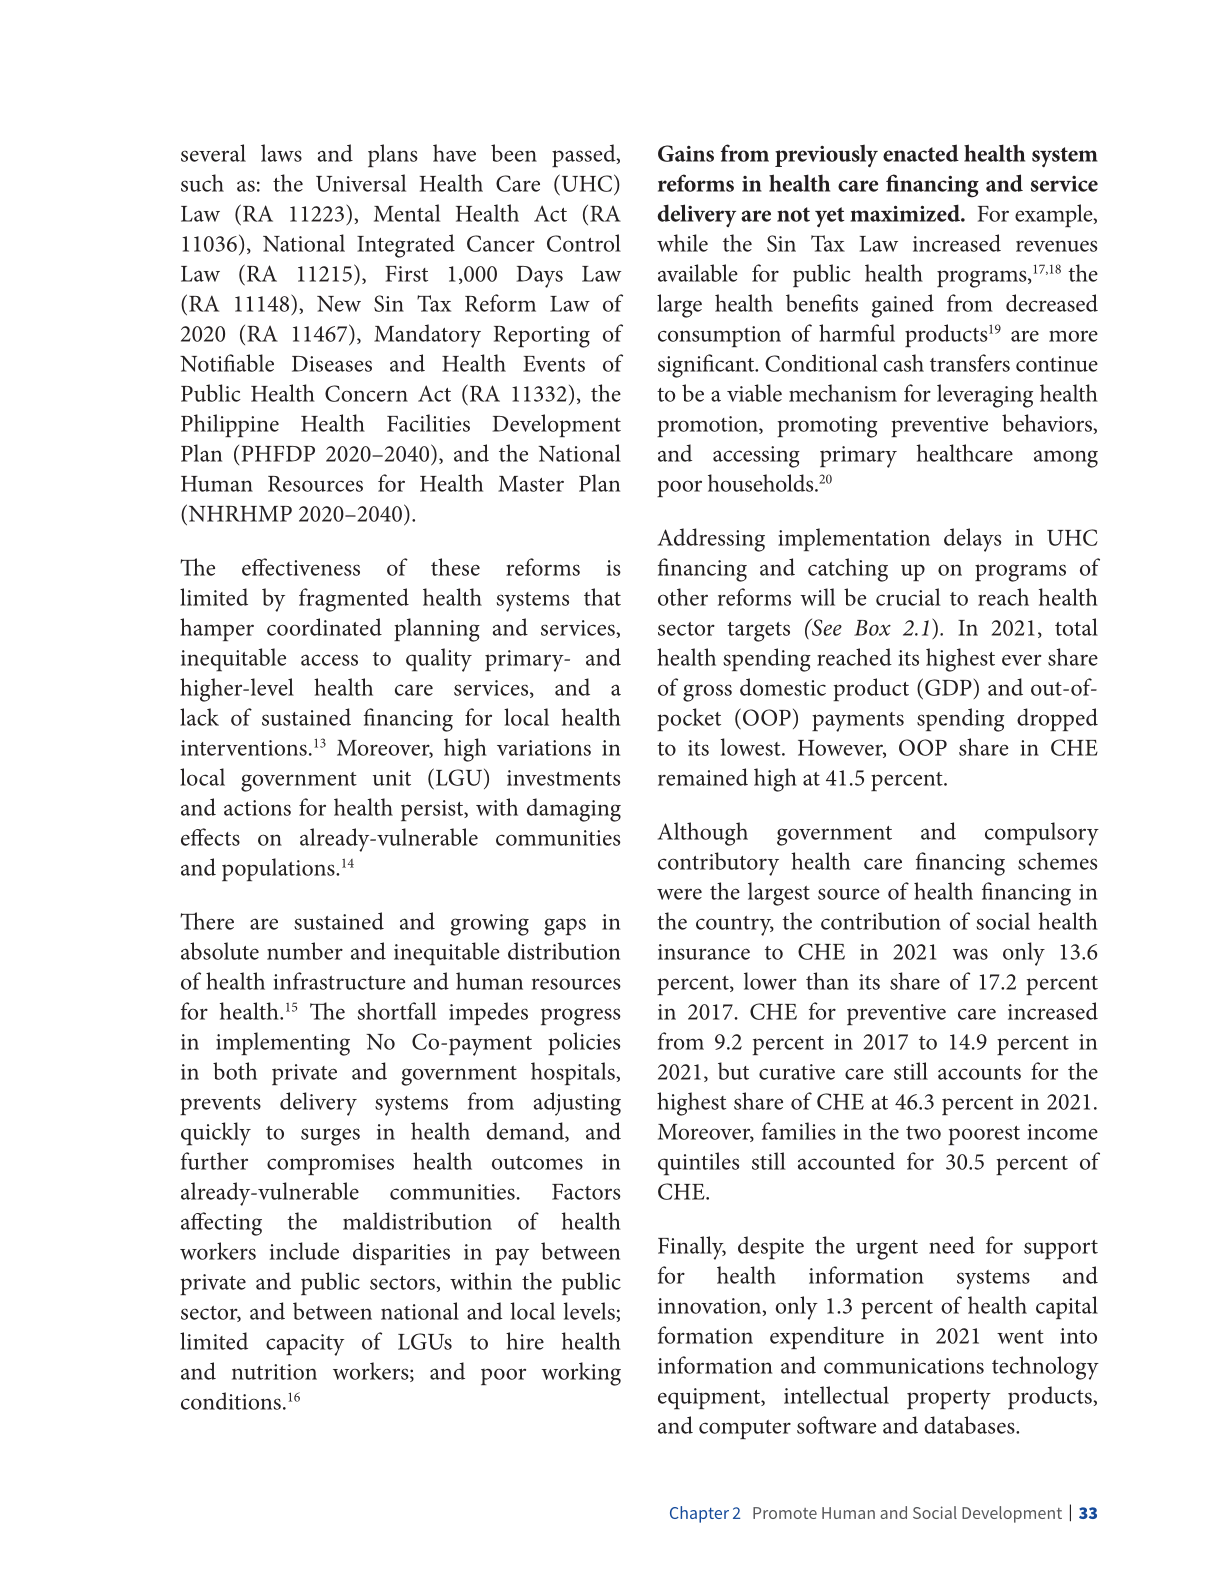 several laws and plans have been passed,
such as: the Universal Health Care (UHC)
Law (RA 11223), Mental Health Act (RA
11036), National Integrated Cancer Control
Law (RA 11215), First 1,000 Days Law
(RA 11148), New Sin Tax Reform Law of
2020 (RA 11467), Mandatory Reporting of
Notifiable Diseases and Health Events of
Public Health Concern Act (RA 11332), the
Philippine Health Facilities Development
Plan (PHFDP 2020–2040), and the National
Human Resources for Health Master Plan
(NHRHMP 2020–2040).
The effectiveness of these reforms is
limited by fragmented health systems that
hamper coordinated planning and services,
inequitable access to quality primary- and
higher-level health care services, and a
lack of sustained financing for local health
interventions.13 Moreover, high variations in
local government unit (LGU) investments
and actions for health persist, with damaging
effects on already-vulnerable communities
and populations.14
There are sustained and growing gaps in
absolute number and inequitable distribution
of health infrastructure and human resources
for health.15 The shortfall impedes progress
in implementing No Co-payment policies
in both private and government hospitals,
prevents delivery systems from adjusting
quickly to surges in health demand, and
further compromises health outcomes in
already-vulnerable communities. Factors
affecting the maldistribution of health
workers include disparities in pay between
private and public sectors, within the public
sector, and between national and local levels;
limited capacity of LGUs to hire health
and nutrition workers; and poor working
conditions.16
Gains from previously enacted health system
reforms in health care financing and service
delivery are not yet maximized. For example,
while the Sin Tax Law increased revenues
available for public health programs,17,18 the
large health benefits gained from decreased
consumption of harmful products19 are more
significant. Conditional cash transfers continue
to be a viable mechanism for leveraging health
promotion, promoting preventive behaviors,
and accessing primary healthcare among
poor households.20
Addressing implementation delays in UHC
financing and catching up on programs of
other reforms will be crucial to reach health
sector targets (See Box 2.1). In 2021, total
health spending reached its highest ever share
of gross domestic product (GDP) and out-of-
pocket (OOP) payments spending dropped
to its lowest. However, OOP share in CHE
remained high at 41.5 percent.
Although government and compulsory
contributory health care financing schemes
were the largest source of health financing in
the country, the contribution of social health
insurance to CHE in 2021 was only 13.6
percent, lower than its share of 17.2 percent
in 2017. CHE for preventive care increased
from 9.2 percent in 2017 to 14.9 percent in
2021, but curative care still accounts for the
highest share of CHE at 46.3 percent in 2021.
Moreover, families in the two poorest income
quintiles still accounted for 30.5 percent of
CHE.
Finally, despite the urgent need for support
for health information systems and
innovation, only 1.3 percent of health capital
formation expenditure in 2021 went into
information and communications technology
equipment, intellectual property products,
and computer software and databases.
Chapter 2 Promote Human and Social Development | 33